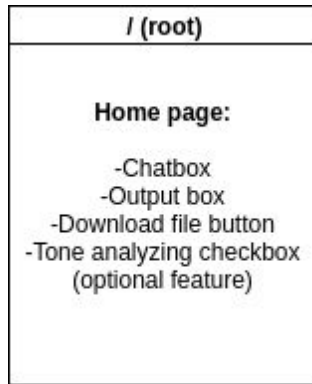 / (root)
Home page:
-Chatbox
-Output box
-Download file button
-Tone analyzing checkbox
(optional feature)